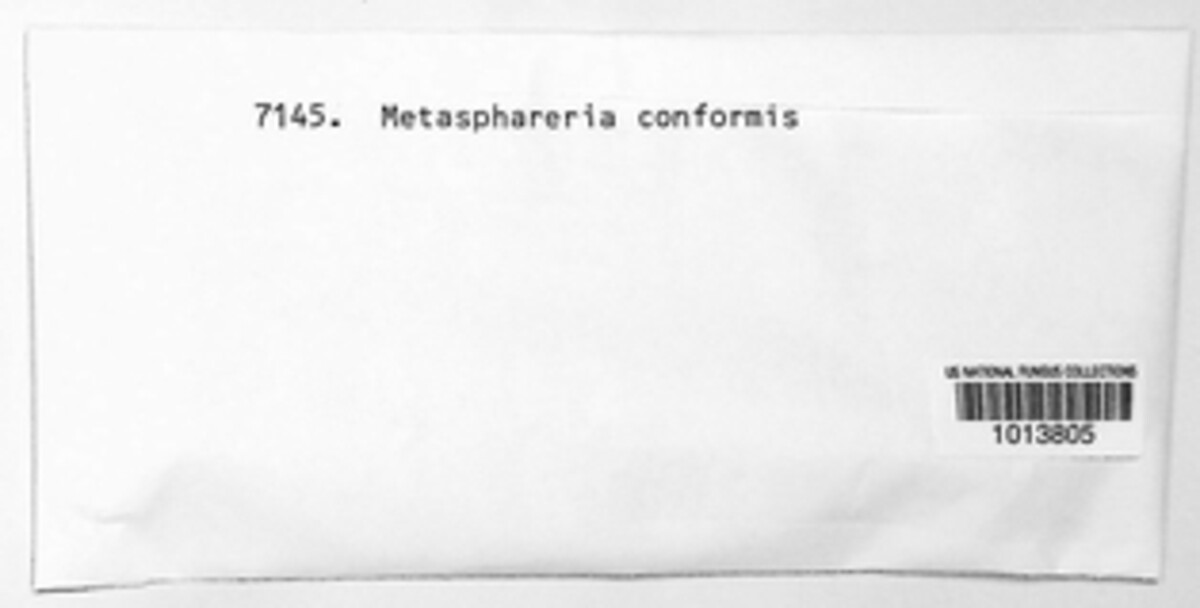 7145. Metasphareria conformis
US NATIONAL FUNGUS COLLECTIONS
1013805